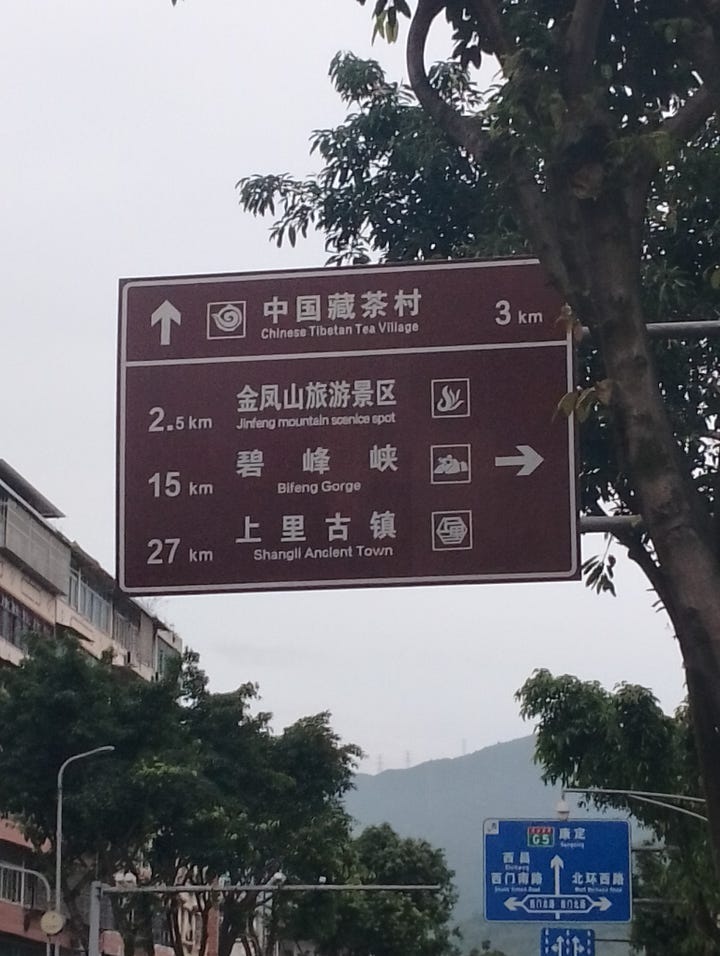 中国藏茶村
Chinese Tibetan Tea Village
3 km
金凤山旅游景区
Jinfeng mountain scenice spot
2.5 km
碧峰峡
Bifeng Gorge
15 km
上里古镇
Shangli Ancient Town
27 km
G5 康定
西昌
西门南路
北环西路